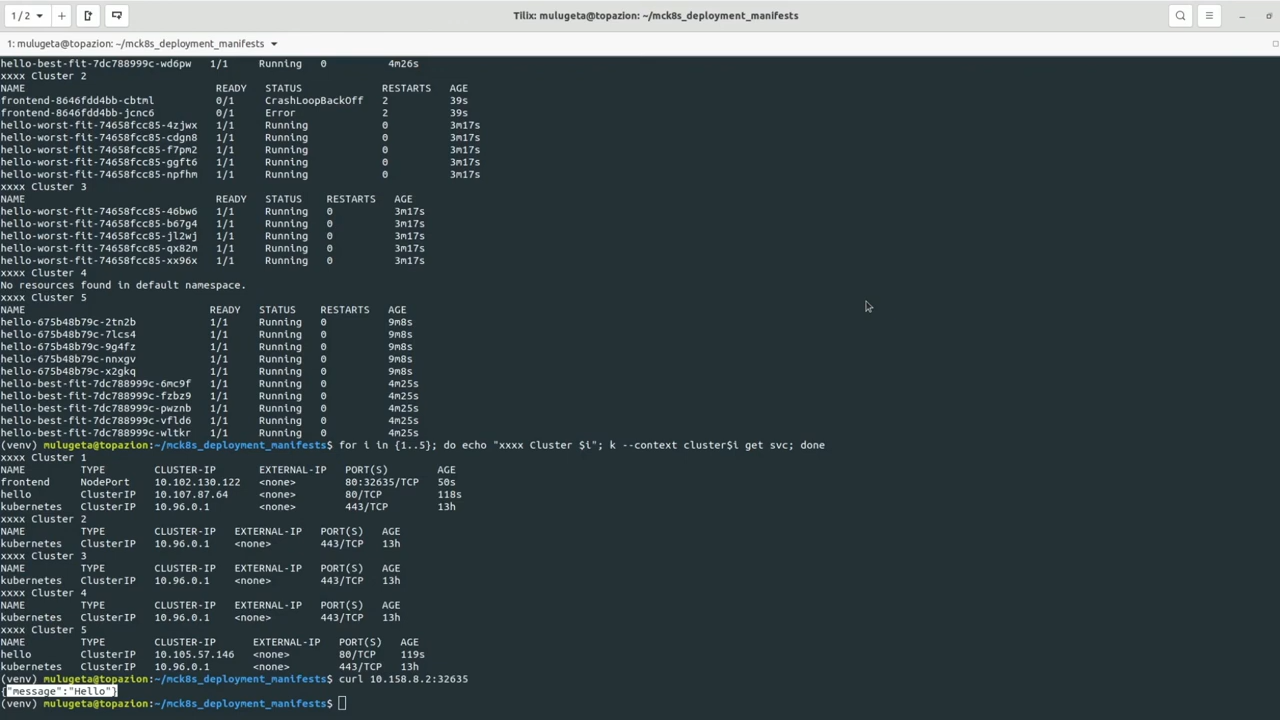 1 / 2
Tilix: mulugeta@topazion: ~/mck8s_deployment_manifests
1: mulugeta@topazion: ~/mck8s_deployment_manifests
hello-best-fit-7dc788999c-wd6pw 1/1 Running 0 4m26s
xxxx Cluster 2
NAME READY STATUS RESTARTS AGE
frontend-8646fdd4bb-cbtml 0/1 CrashLoopBackOff 2 39s
frontend-8646fdd4bb-jcnc6 0/1 Error 2 39s
hello-worst-fit-74658fcc85-4zjwx 1/1 Running 0 3m17s
hello-worst-fit-74658fcc85-cdgn8 1/1 Running 0 3m17s
hello-worst-fit-74658fcc85-f7pm2 1/1 Running 0 3m17s
hello-worst-fit-74658fcc85-ggft6 1/1 Running 0 3m17s
hello-worst-fit-74658fcc85-npfhm 1/1 Running 0 3m17s
xxxx Cluster 3
NAME READY STATUS RESTARTS AGE
hello-worst-fit-74658fcc85-46bw6 1/1 Running 0 3m17s
hello-worst-fit-74658fcc85-b67g4 1/1 Running 0 3m17s
hello-worst-fit-74658fcc85-jl2wj 1/1 Running 0 3m17s
hello-worst-fit-74658fcc85-qx82m 1/1 Running 0 3m17s
hello-worst-fit-74658fcc85-xx96x 1/1 Running 0 3m17s
xxxx Cluster 4
No resources found in default namespace.
xxxx Cluster 5
NAME READY STATUS RESTARTS AGE
hello-675b48b79c-2tn2b 1/1 Running 0 9m8s
hello-675b48b79c-7lcs4 1/1 Running 0 9m8s
hello-675b48b79c-9g4fz 1/1 Running 0 9m8s
hello-675b48b79c-nnxgv 1/1 Running 0 9m8s
hello-675b48b79c-x2gkq 1/1 Running 0 9m8s
hello-best-fit-7dc788999c-6mc9f 1/1 Running 0 4m25s
hello-best-fit-7dc788999c-fzbz9 1/1 Running 0 4m25s
hello-best-fit-7dc788999c-pwznb 1/1 Running 0 4m25s
hello-best-fit-7dc788999c-vfld6 1/1 Running 0 4m25s
hello-best-fit-7dc788999c-wltkr 1/1 Running 0 4m25s
(venv) mulugeta@topazion:~/mck8s_deployment_manifests$ for i in {1..5}; do echo "xxxx Cluster $i"; k --context cluster$i get svc; done
xxxx Cluster 1
NAME TYPE CLUSTER-IP EXTERNAL-IP PORT(S) AGE
frontend NodePort 10.102.130.122 <none> 80:32635/TCP 50s
hello ClusterIP 10.107.87.64 <none> 80/TCP 118s
kubernetes ClusterIP 10.96.0.1 <none> 443/TCP 13h
xxxx Cluster 2
NAME TYPE CLUSTER-IP EXTERNAL-IP PORT(S) AGE
kubernetes ClusterIP 10.96.0.1 <none> 443/TCP 13h
xxxx Cluster 3
NAME TYPE CLUSTER-IP EXTERNAL-IP PORT(S) AGE
kubernetes ClusterIP 10.96.0.1 <none> 443/TCP 13h
xxxx Cluster 4
NAME TYPE CLUSTER-IP EXTERNAL-IP PORT(S) AGE
kubernetes ClusterIP 10.96.0.1 <none> 443/TCP 13h
xxxx Cluster 5
NAME TYPE CLUSTER-IP EXTERNAL-IP PORT(S) AGE
hello ClusterIP 10.105.57.146 <none> 80/TCP 119s
kubernetes ClusterIP 10.96.0.1 <none> 443/TCP 13h
(venv) mulugeta@topazion:~/mck8s_deployment_manifests$ curl 10.158.8.2:32635
{"message":"Hello"}
(venv) mulugeta@topazion:~/mck8s_deployment_manifests$